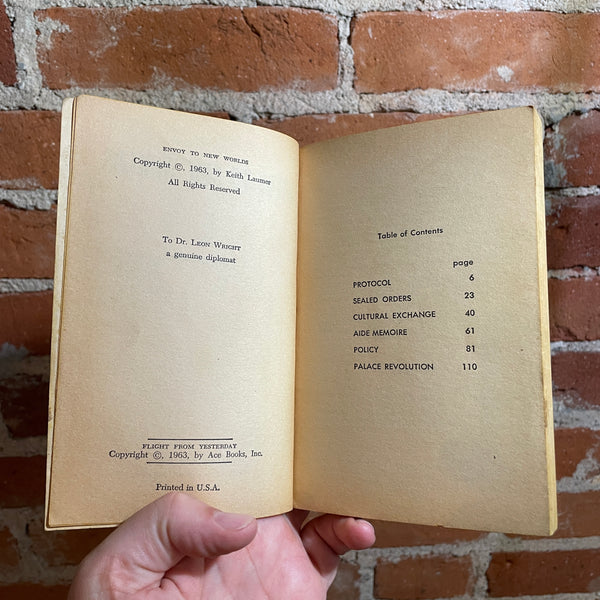 ENVOY TO NEW WORLDS
Copyright ©, 1963, by Keith Laumer
All Rights Reserved
To Dr. Leon Wright
a genuine diplomat
FLIGHT FROM YESTERDAY
Copyright ©, 1963, by Ace Books, Inc.
Printed in U.S.A.
Table of Contents
page
PROTOCOL 6
SEALED ORDERS 23
CULTURAL EXCHANGE 40
AIDE MEMOIRE 61
POLICY 81
PALACE REVOLUTION 110